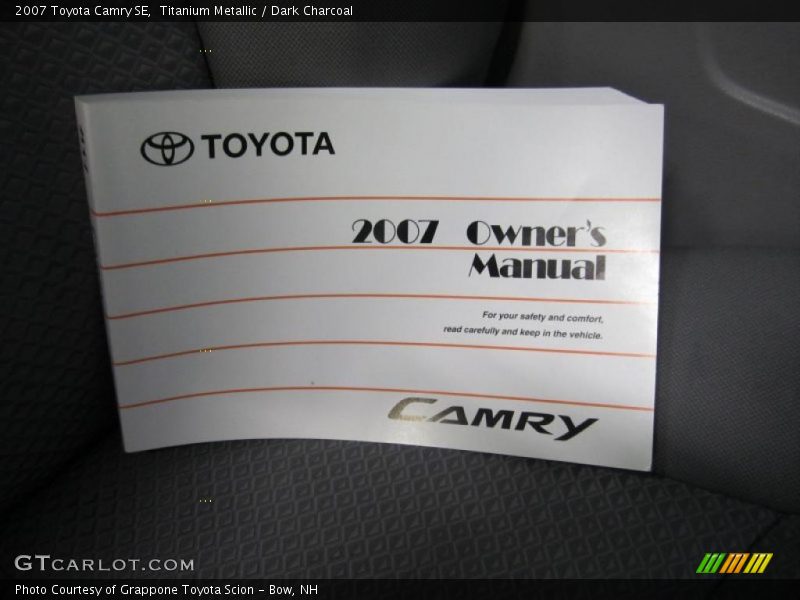 2007 Toyota Camry SE, Titanium Metallic / Dark Charcoal
TOYOTA
2007 Owner's
Manual
For your safety and comfort,
read carefully and keep in the vehicle.
CAMRY
GTCARLOT.COM
Photo Courtesy of Grappone Toyota Scion - Bow, NH